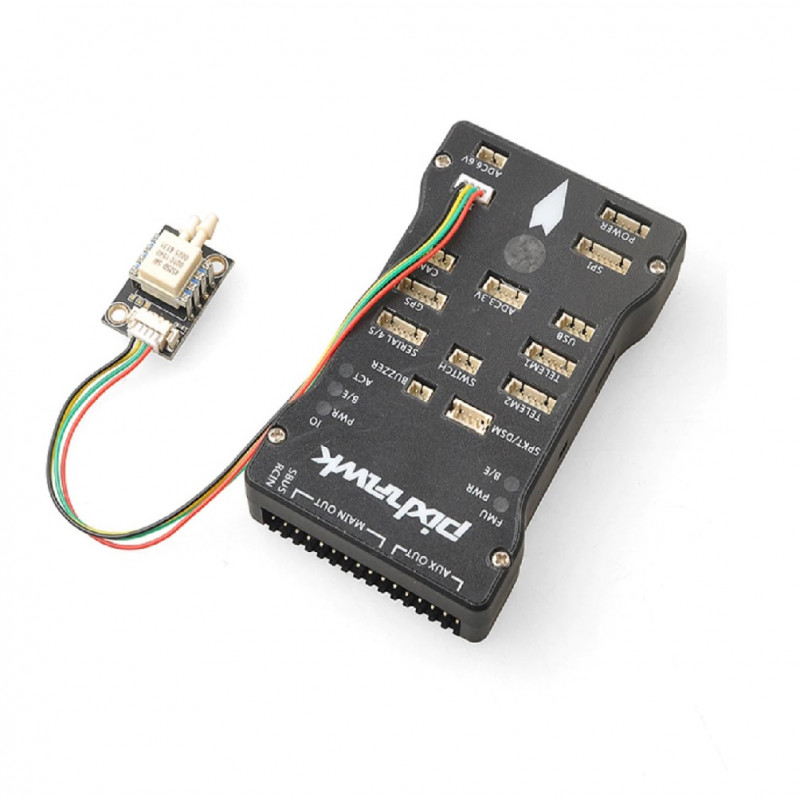 ADC6.6V
POWER
SPI
CAN
ADC3.3V
GPS
USB
SERIAL 4/5
TELEM1
SWITCH
TELEM2
BUZZER
SPKT/DSM
ACT
B/E
PWR
IO
B/E
PWR
FMU
pixhawk
SBUS
RCIN
MAIN OUT
AUX OUT